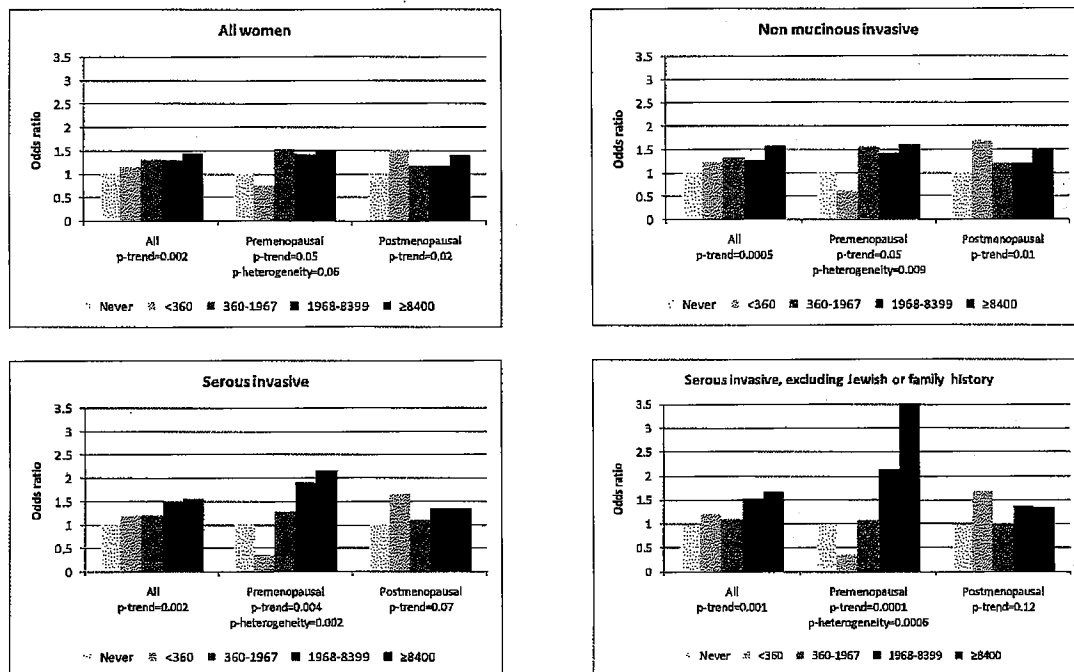 All women
3.5
3
2.5
2
1.5
1
0.5
0
Odds ratio
All
p-trend=0.002
Premenopausal
p-trend=0.05
p-heterogeneity=0.06
Postmenopausal
p-trend=0.02
Never <360 360-1967 1968-8399 ≥8400
Non mucinous invasive
3.5
3
2.5
2
1.5
1
0.5
0
Odds ratio
All
p-trend=0.0005
Premenopausal
p-trend=0.05
p-heterogeneity=0.009
Postmenopausal
p-trend=0.01
Never <360 360-1967 1968-8399 ≥8400
Serous invasive
3.5
3
2.5
2
1.5
1
0.5
0
Odds ratio
All
p-trend=0.002
Premenopausal
p-trend=0.004
p-heterogeneity=0.002
Postmenopausal
p-trend=0.07
Never <360 360-1967 1968-8399 ≥8400
Serous invasive, excluding Jewish or family history
3.5
3
2.5
2
1.5
1
0.5
0
Odds ratio
All
p-trend=0.001
Premenopausal
p-trend=0.0001
p-heterogeneity=0.0006
Postmenopausal
p-trend=0.12
Never <360 360-1967 1968-8399 ≥8400